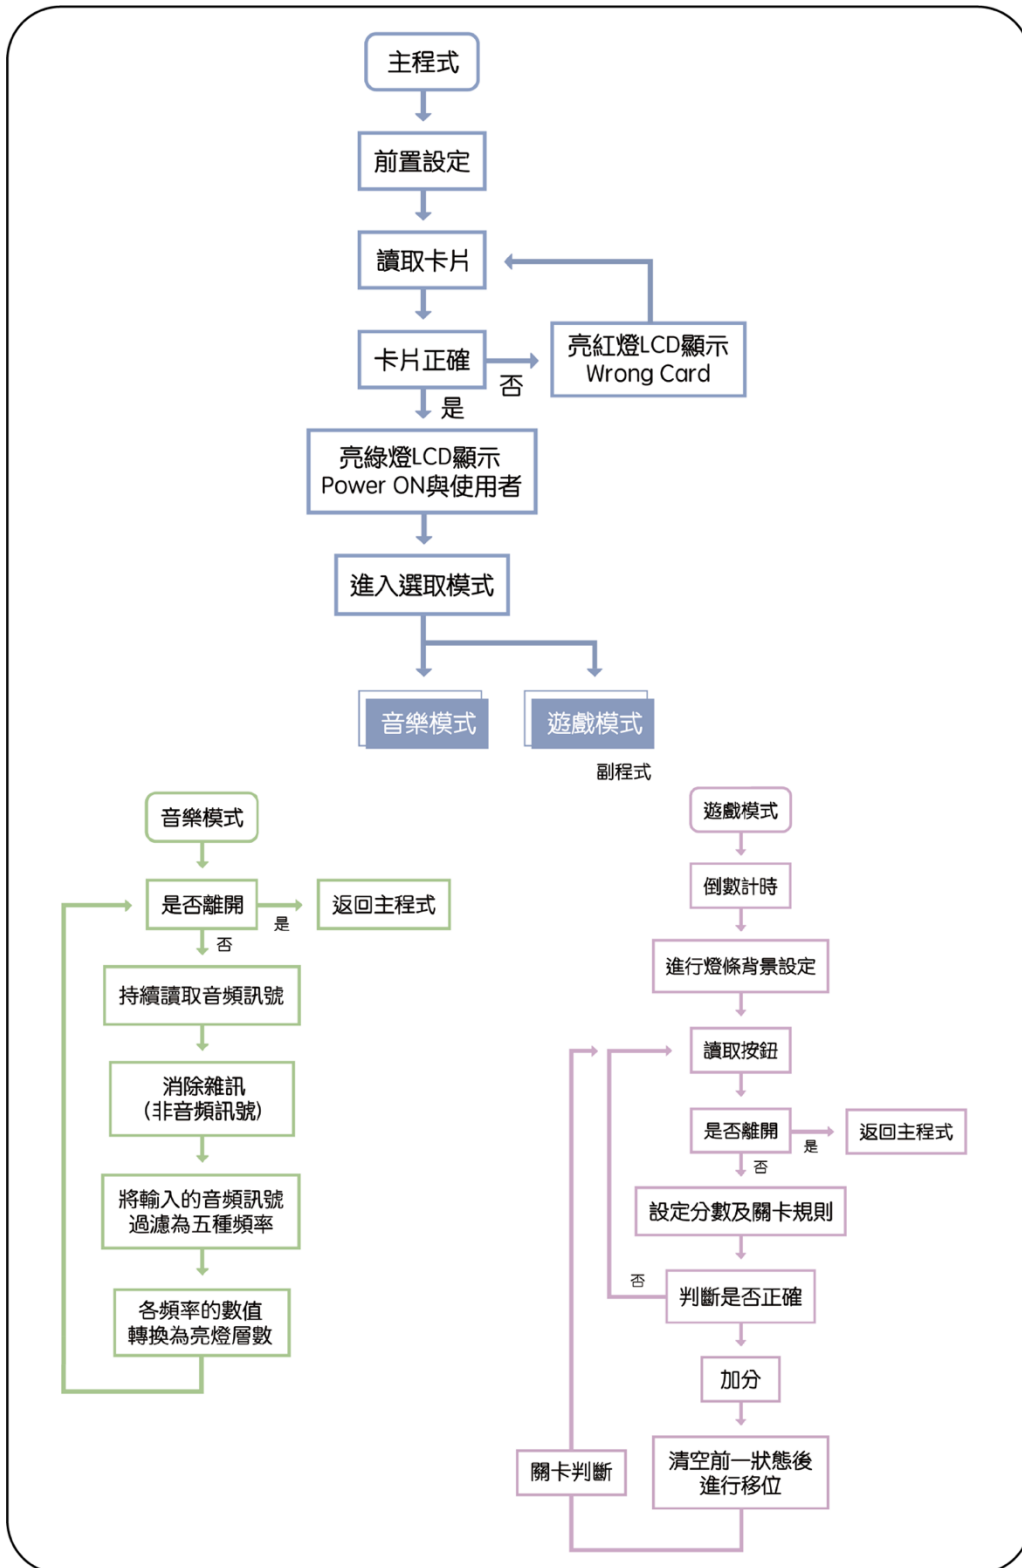 主程式
前置設定
讀取卡片
卡片正確
否
亮紅燈LCD顯示
Wrong Card
是
亮綠燈LCD顯示
Power ON與使用者
進入選取模式
音樂模式
遊戲模式
副程式
音樂模式
是否離開
是
返回主程式
否
持續讀取音頻訊號
消除雜訊
(非音頻訊號)
將輸入的音頻訊號
過濾為五種頻率
各頻率的數值
轉換為亮燈層數
遊戲模式
倒數計時
進行燈條背景設定
讀取按鈕
是否離開
是
返回主程式
否
設定分數及關卡規則
否
判斷是否正確
加分
清空前一狀態後
進行移位
關卡判斷